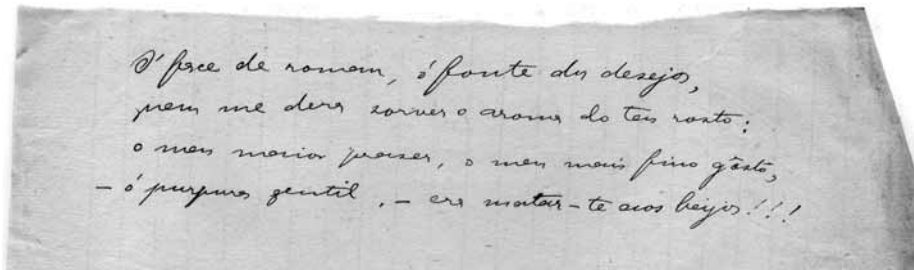 Ó face de romam, ó fonte dos desejos,
quem me dera sorver o aroma do teu rosto:
o meu maior prazer, o meu mais fino gôsto,
– ó purpura gentil, – era matar-te aos beijos!!!